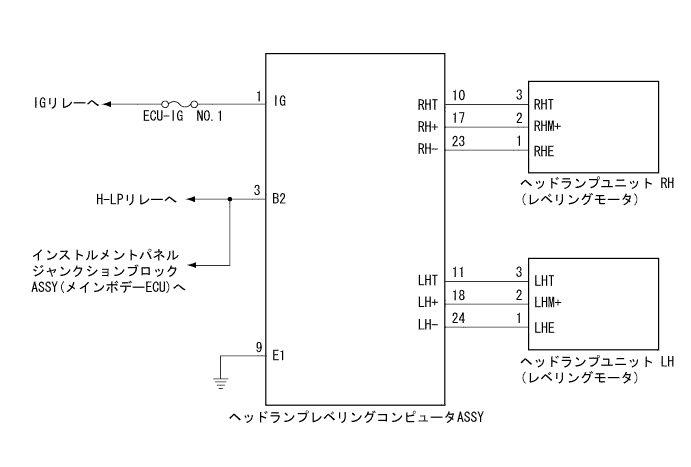 IGリレーへ
ECU-IG NO.1
1
IG
H-LPリレーへ
3
B2
インストルメントパネル
ジャンクションブロック
ASSY(メインボデーECU)へ
9
E1
RHT
10
RH+
17
RH-
23
LHT
11
LH+
18
LH-
24
3
RHT
2
RHM+
1
RHE
ヘッドランプユニット RH
(レベリングモータ)
3
LHT
2
LHM+
1
LHE
ヘッドランプユニット LH
(レベリングモータ)
ヘッドランプレベリングコンピュータASSY